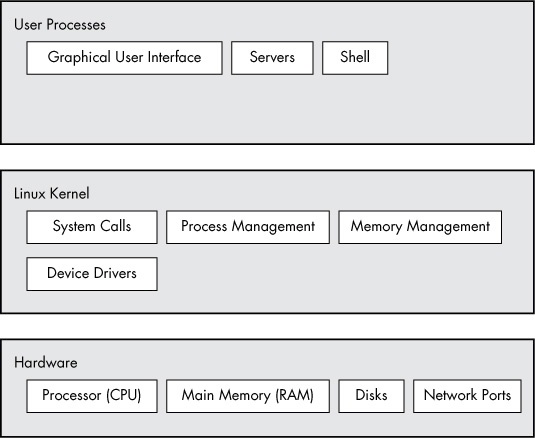 User Processes
Graphical User Interface Servers Shell
Linux Kernel
System Calls Process Management Memory Management
Device Drivers
Hardware
Processor (CPU) Main Memory (RAM) Disks Network Ports